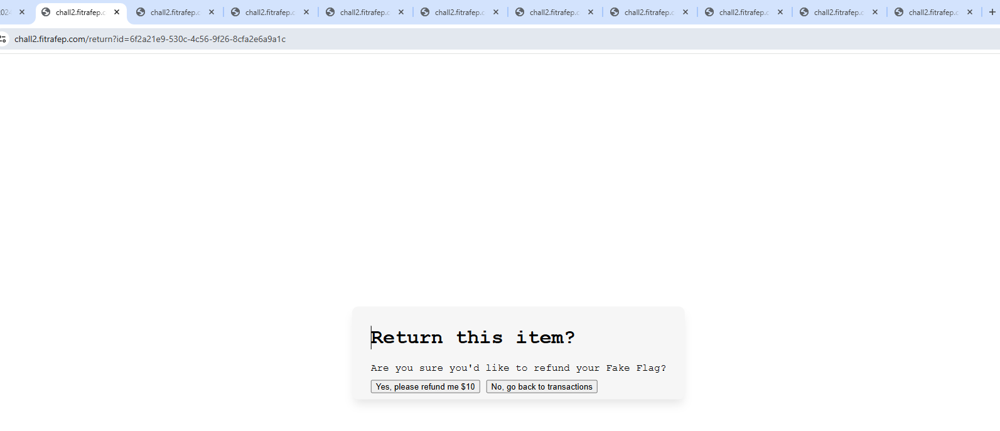 024
chall2.fitrafep.c
chall2.fitrafep.c
chall2.fitrafep.c
chall2.fitrafep.c
chall2.fitrafep.c
chall2.fitrafep.c
chall2.fitrafep.c
chall2.fitrafep.c
chall2.fitrafep.c
chall2.fitrafep.c
chall2.fitrafep.com/return?id=6f2a21e9-530c-4c56-9f26-8cfa2e6a9a1c
Return this item?
Are you sure you'd like to refund your Fake Flag?
Yes, please refund me $10 No, go back to transactions